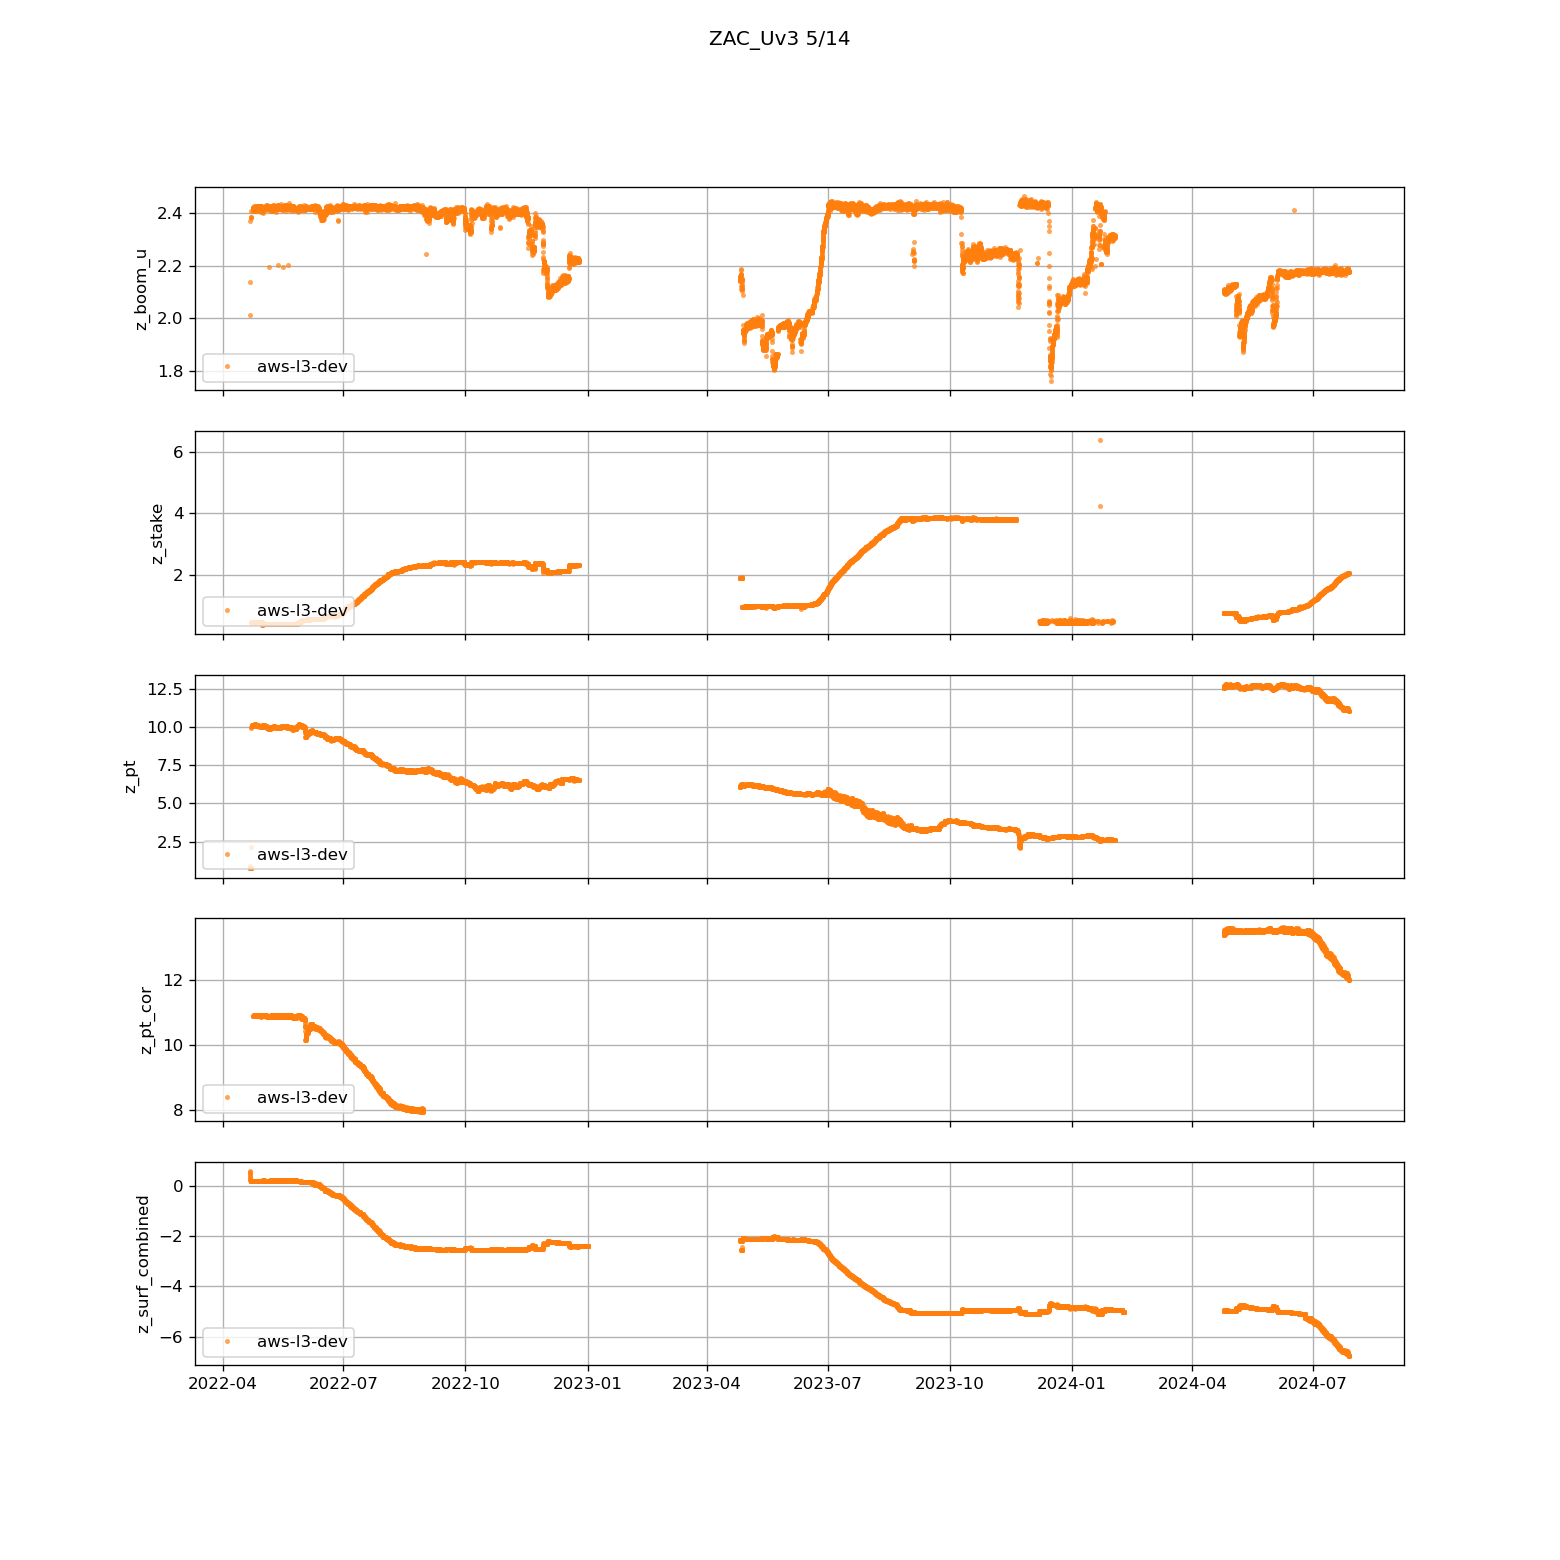 ZAC_Uv3 5/14
z_boom_u
2.4
2.2
2.0
1.8
aws-l3-dev
z_stake
6
4
2
aws-l3-dev
z_pt
12.5
10.0
7.5
5.0
2.5
aws-l3-dev
z_pt_cor
12
10
8
aws-l3-dev
z_surf_combined
0
−2
−4
−6
aws-l3-dev
2022-04 2022-07 2022-10 2023-01 2023-04 2023-07 2023-10 2024-01 2024-04 2024-07